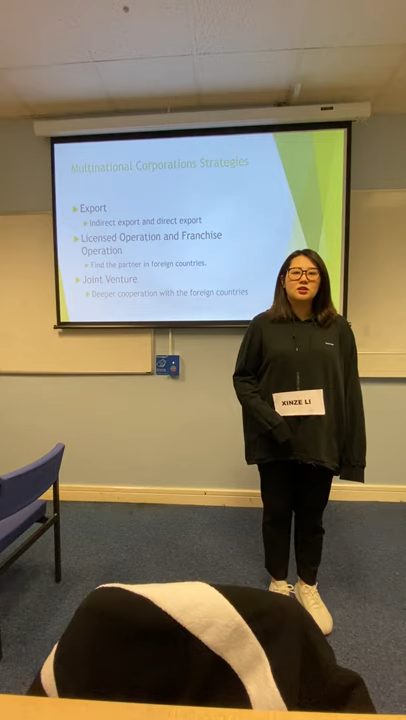 Multinational Corporations Strategies
Export
Indirect export and direct export
Licensed Operation and Franchise
Operation
Find the partner in foreign countries.
Joint Venture
Deeper cooperation with the foreign countries
XINZE LI